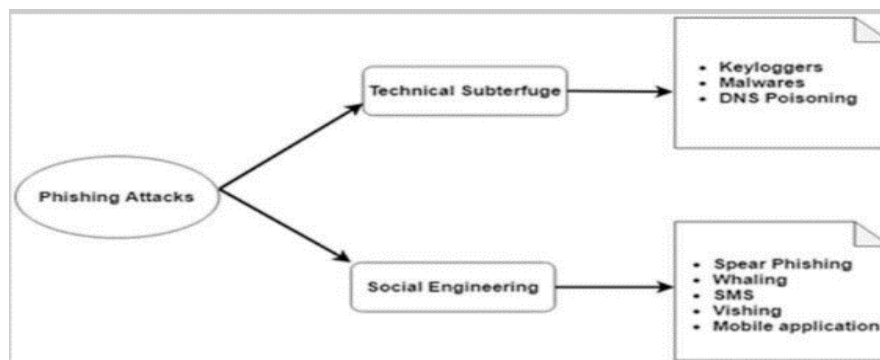 Phishing Attacks
Technical Subterfuge
• Keyloggers
• Malwares
• DNS Poisoning
Social Engineering
• Spear Phishing
• Whaling
• SMS
• Vishing
• Mobile application